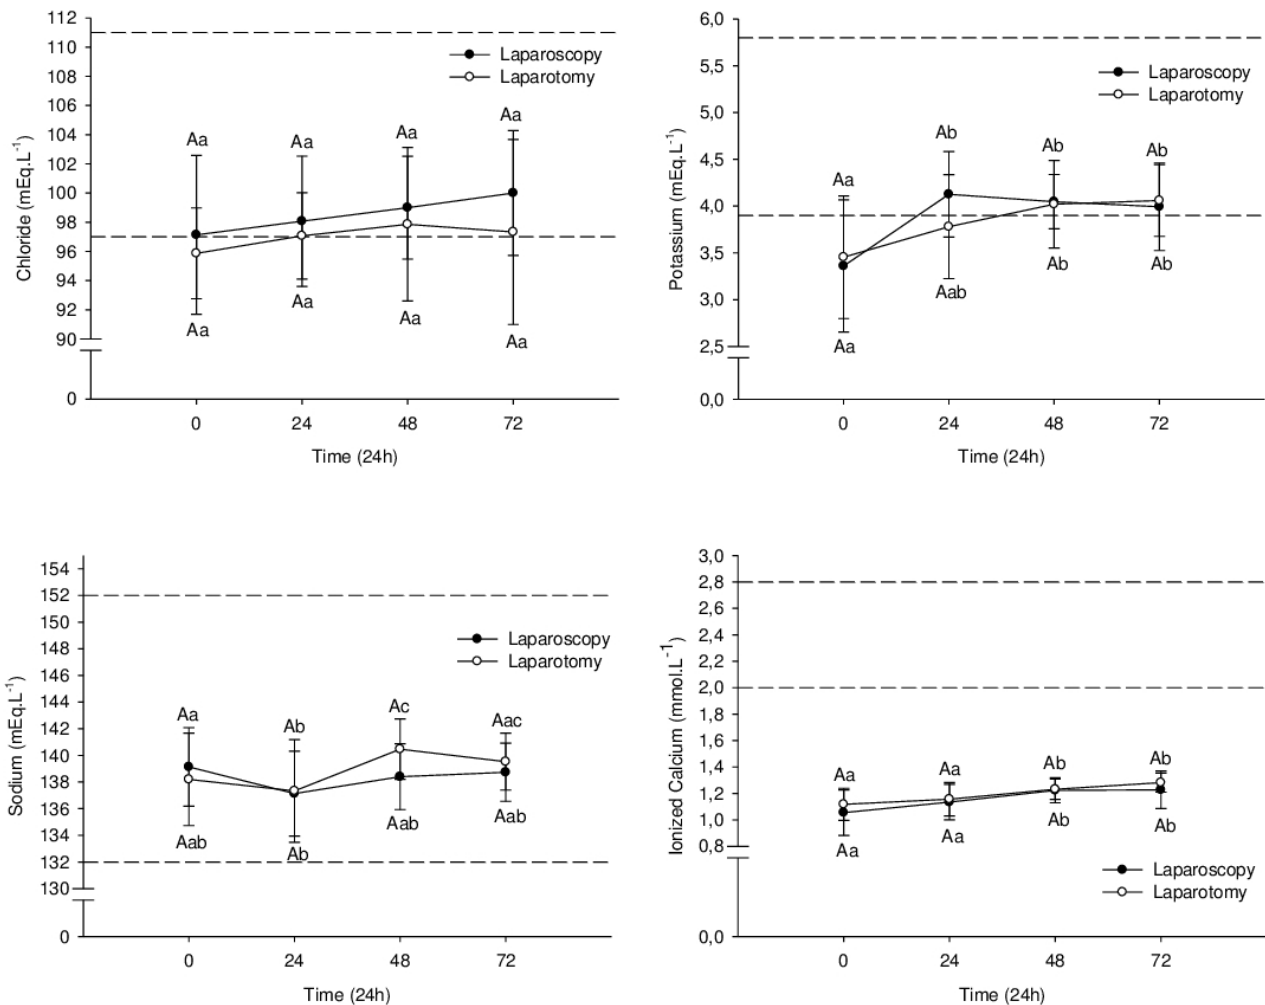 112
110
108
106
104
102
100
98
96
94
92
90
0
Chloride (mEq.L⁻¹)
Laparoscopy
Laparotomy
Aa
Aa
Aa
Aa
Aa
Aa
Aa
Aa
0 24 48 72
Time (24h)
6,0
5,5
5,0
4,5
4,0
3,5
3,0
2,5
0,0
Potassium (mEq.L⁻¹)
Laparoscopy
Laparotomy
Aa
Ab
Ab
Ab
Aa
Aab
Ab
Ab
0 24 48 72
Time (24h)
154
152
150
148
146
144
142
140
138
136
134
132
130
0
Sodium (mEq.L⁻¹)
Laparoscopy
Laparotomy
Aa
Ab
Ac
Aac
Aab
Ab
Aab
Aab
0 24 48 72
Time (24h)
3,0
2,8
2,6
2,4
2,2
2,0
1,8
1,6
1,4
1,2
1,0
0,8
0,0
Ionized Calcium (mmol.L⁻¹)
Aa
Aa
Ab
Ab
Aa
Aa
Ab
Ab
Laparoscopy
Laparotomy
0 24 48 72
Time (24h)